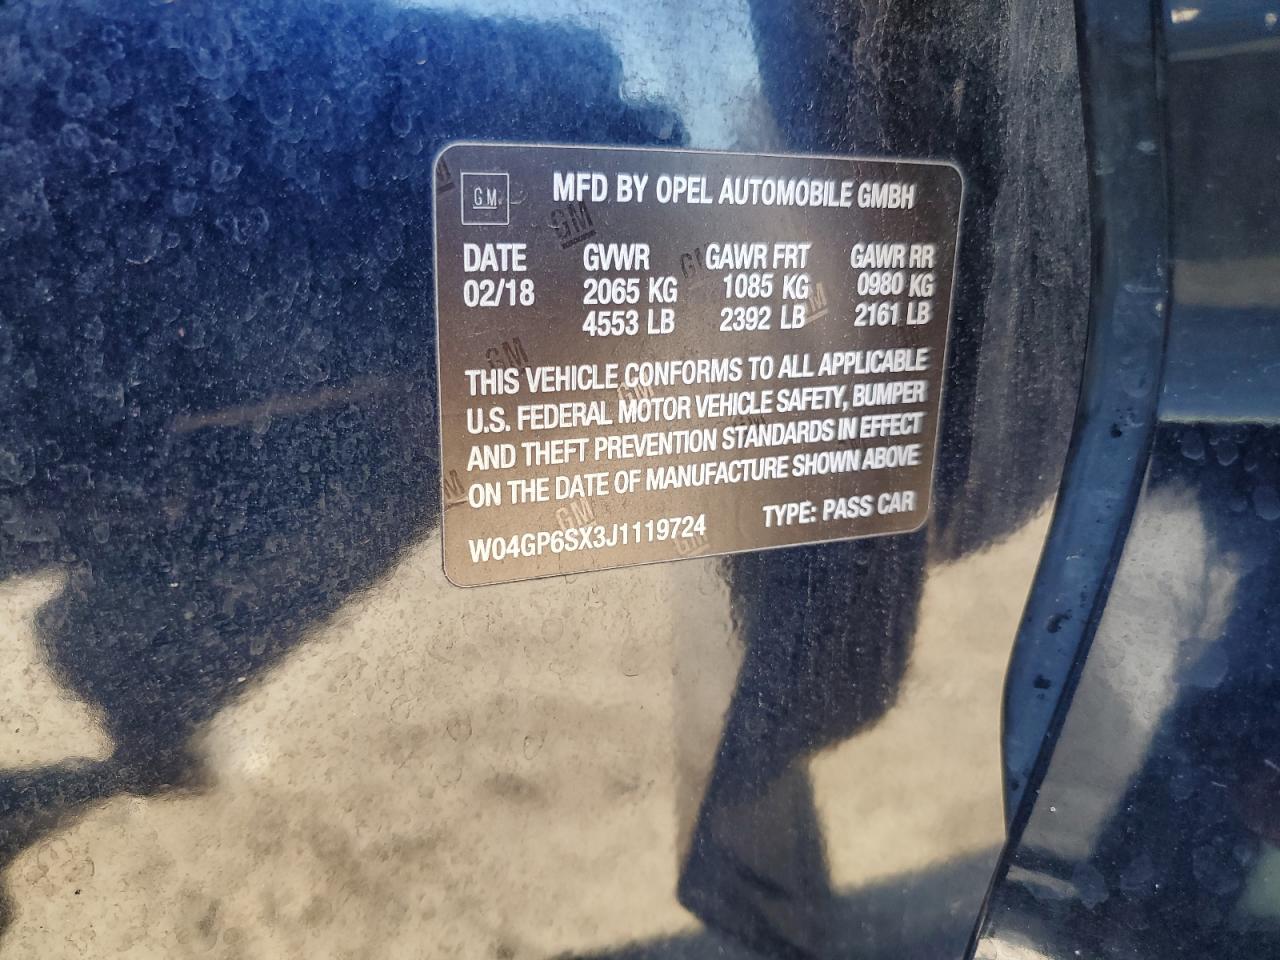 GM MFD BY OPEL AUTOMOBILE GMBH
DATE GVWR GAWR FRT GAWR RR
02/18 2065 KG 1085 KG 0980 KG
4553 LB 2392 LB 2161 LB
THIS VEHICLE CONFORMS TO ALL APPLICABLE
U.S. FEDERAL MOTOR VEHICLE SAFETY, BUMPER
AND THEFT PREVENTION STANDARDS IN EFFECT
ON THE DATE OF MANUFACTURE SHOWN ABOVE
W04GP6SX3J1119724 TYPE: PASS CAR